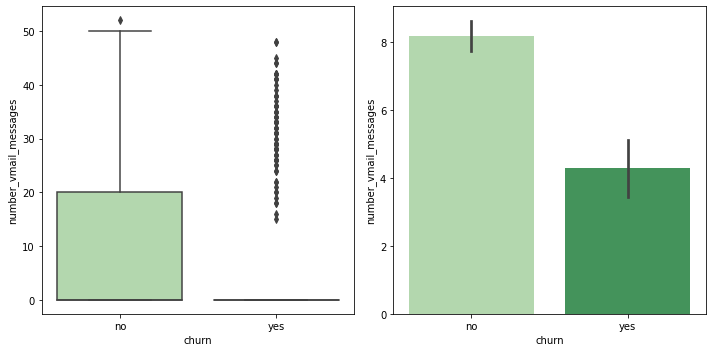 50
40
30
20
10
0
number_vmail_messages
no
yes
churn
8
6
4
2
0
number_vmail_messages
no
yes
churn